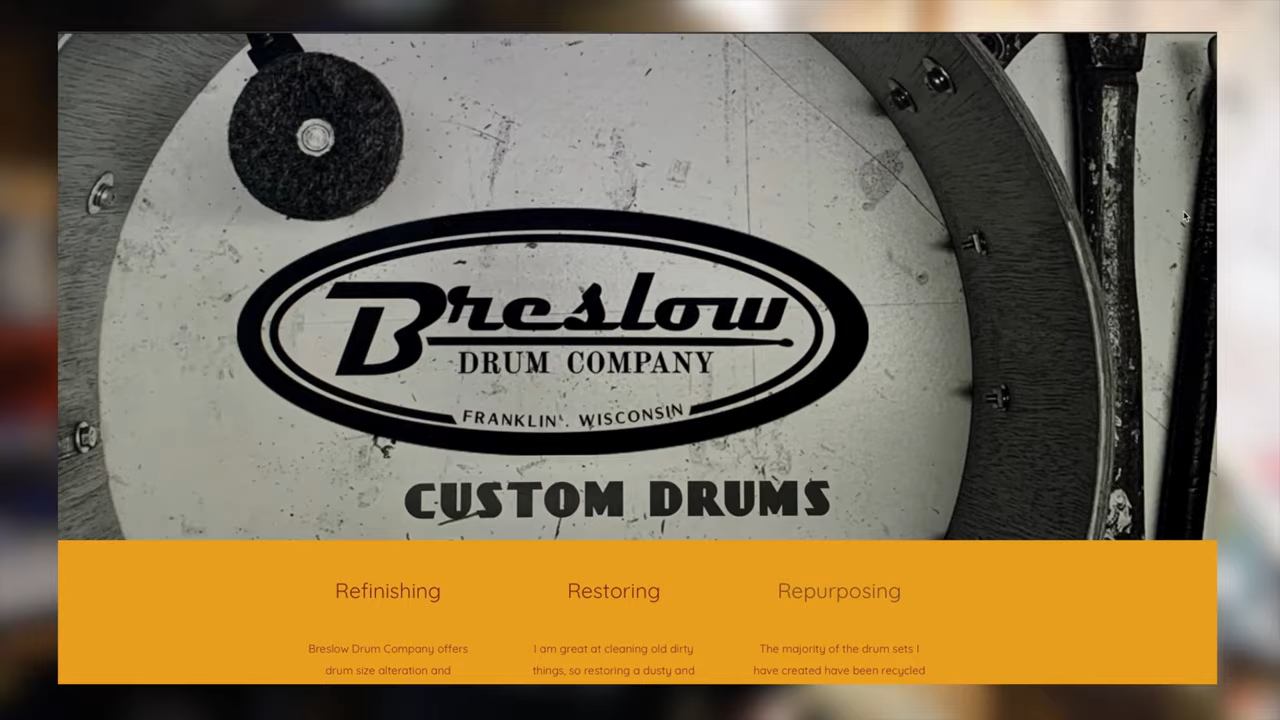 Breslow
DRUM COMPANY
FRANKLIN, WISCONSIN
CUSTOM DRUMS
Refinishing
Restoring
Repurposing
Breslow Drum Company offers
drum size alteration and
I am great at cleaning old dirty
things, so restoring a dusty and
The majority of the drum sets I
have created have been recycled